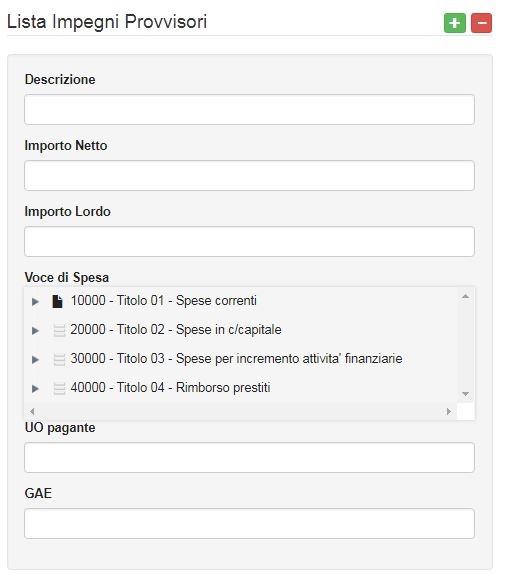 Lista Impegni Provvisori
Descrizione
Importo Netto
Importo Lordo
Voce di Spesa
10000 - Titolo 01 - Spese correnti
20000 - Titolo 02 - Spese in c/capitale
30000 - Titolo 03 - Spese per incremento attivita' finanziarie
40000 - Titolo 04 - Rimborso prestiti
UO pagante
GAE